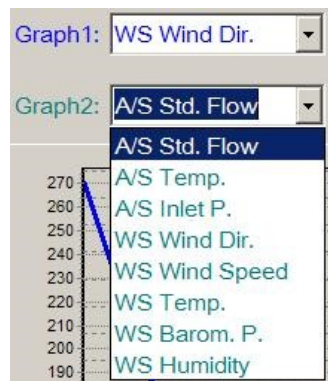 Graph1: WS Wind Dir.
Graph2: A/S Std. Flow
A/S Std. Flow
A/S Temp.
A/S Inlet P.
WS Wind Dir.
WS Wind Speed
WS Temp.
WS Barom. P.
WS Humidity
270
260
250
240
230
220
210
200
190